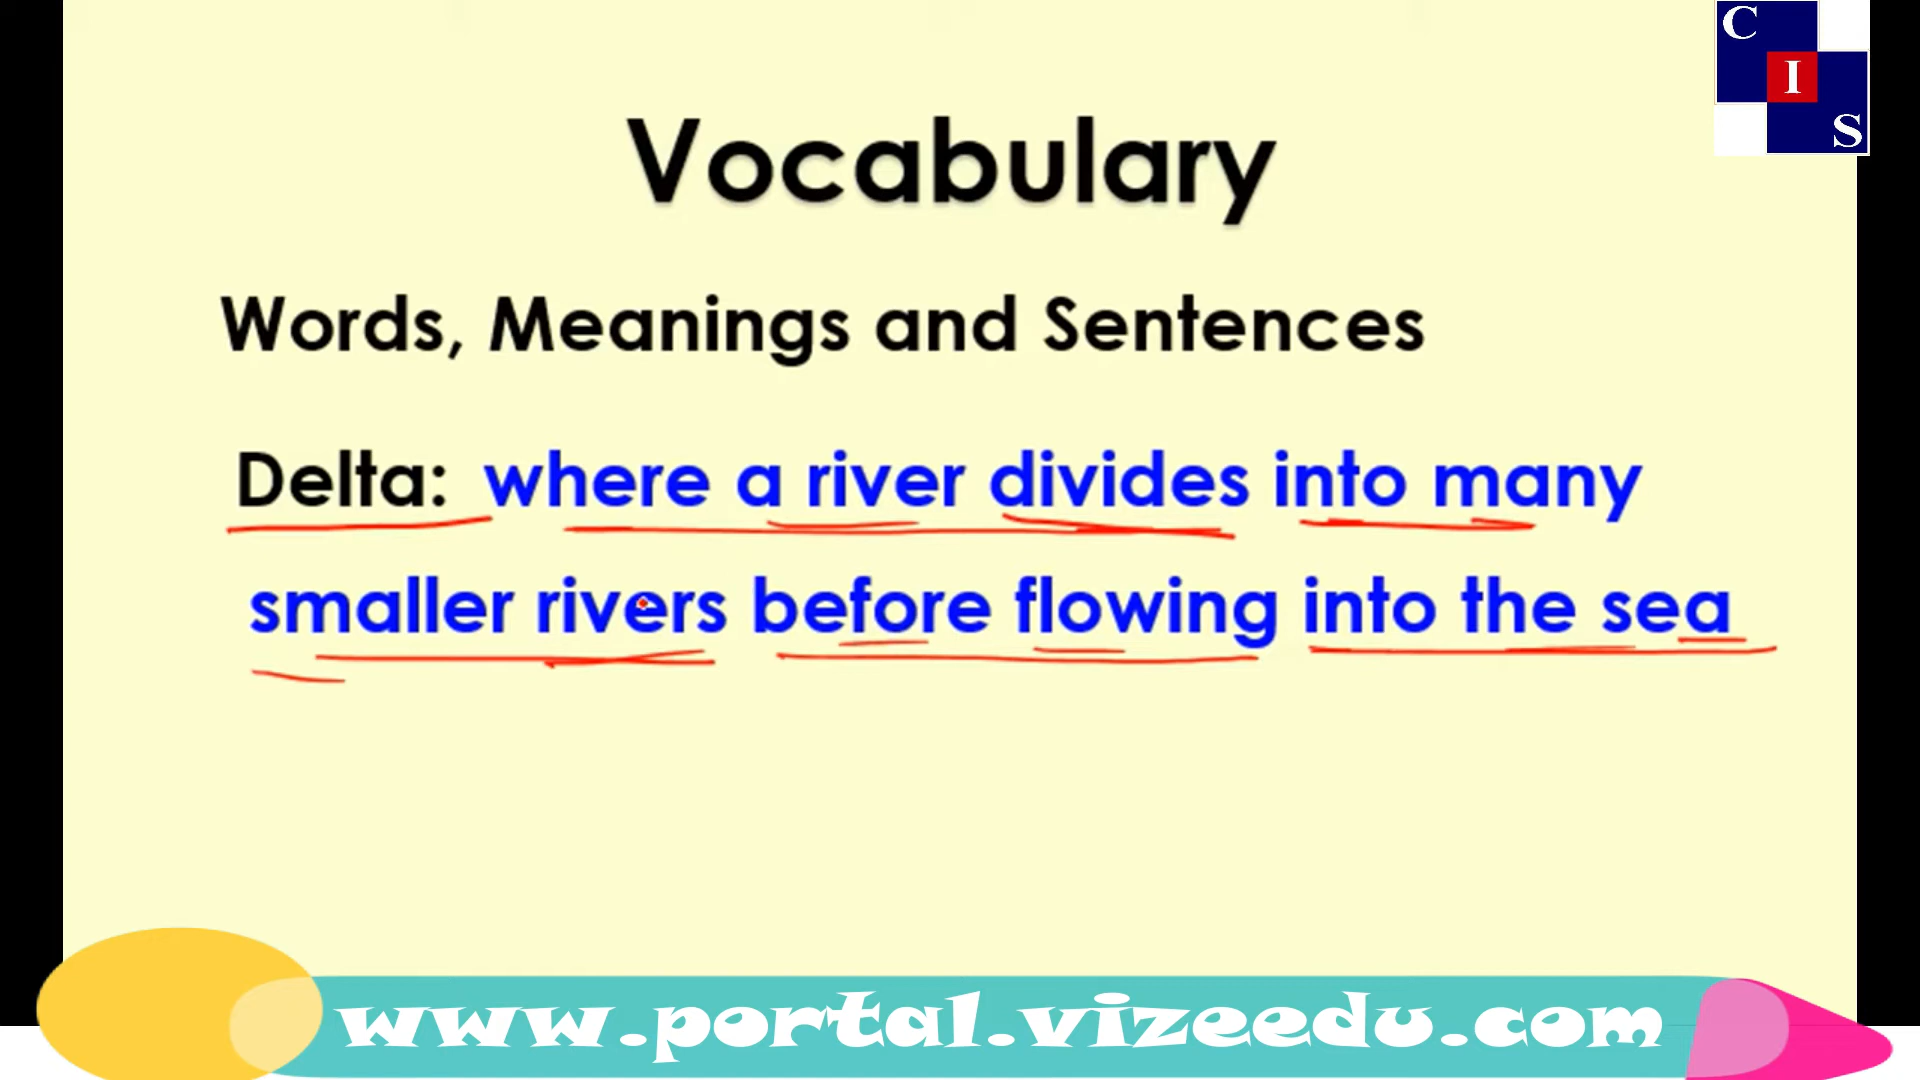 C
I
S
Vocabulary
Words, Meanings and Sentences
Delta: where a river divides into many
smaller rivers before flowing into the sea
www.portal.vizeedu.com